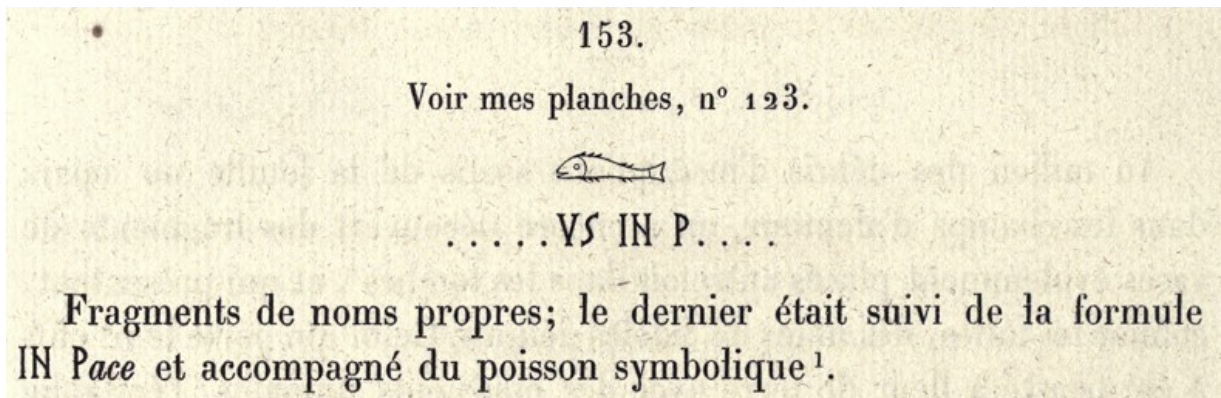 153.
Voir mes planches, nº 123.
.....VS IN P....
Fragments de noms propres; le dernier était suivi de la formule
IN Pace et accompagné du poisson symbolique¹.